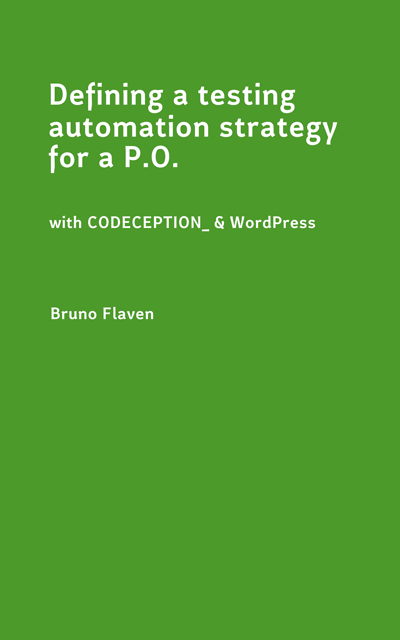 Defining a testing
automation strategy
for a P.O.
with CODECEPTION_ & WordPress
Bruno Flaven